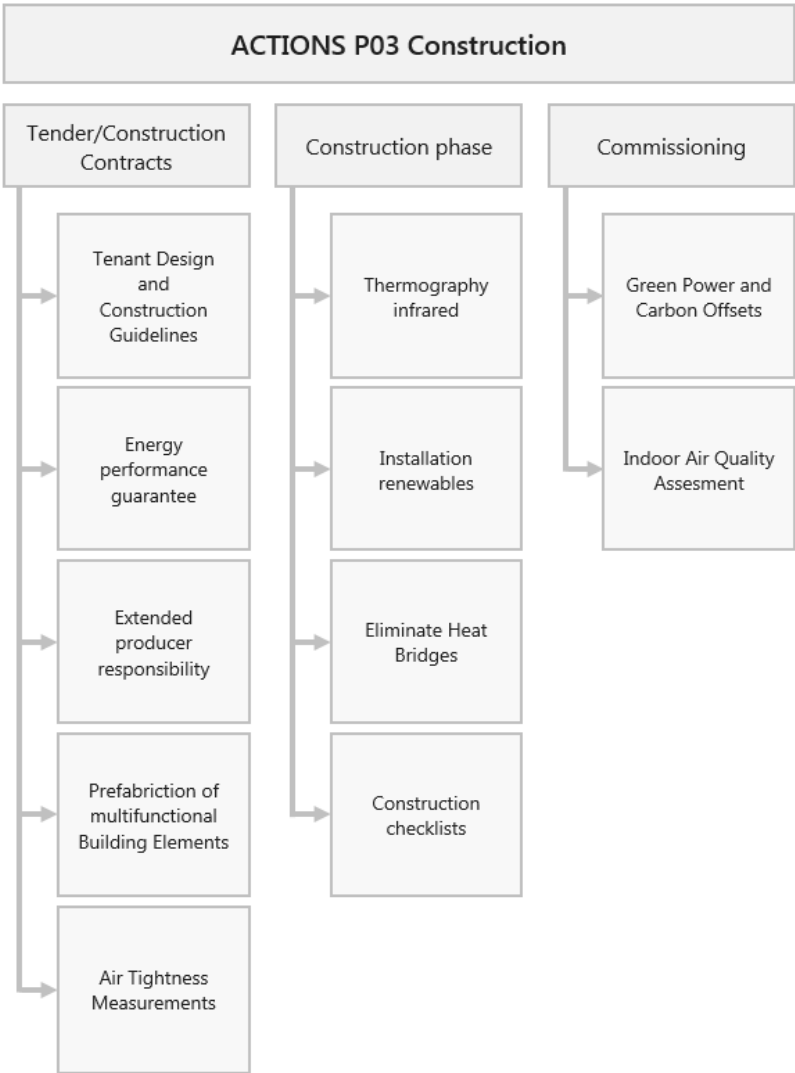 ACTIONS P03 Construction
Tender/Construction
Contracts
Tenant Design
and
Construction
Guidelines
Energy
performance
guarantee
Extended
producer
responsibility
Prefabriction of
multifunctional
Building Elements
Air Tightness
Measurements
Construction phase
Thermography
infrared
Installation
renewables
Eliminate Heat
Bridges
Construction
checklists
Commissioning
Green Power and
Carbon Offsets
Indoor Air Quality
Assesment